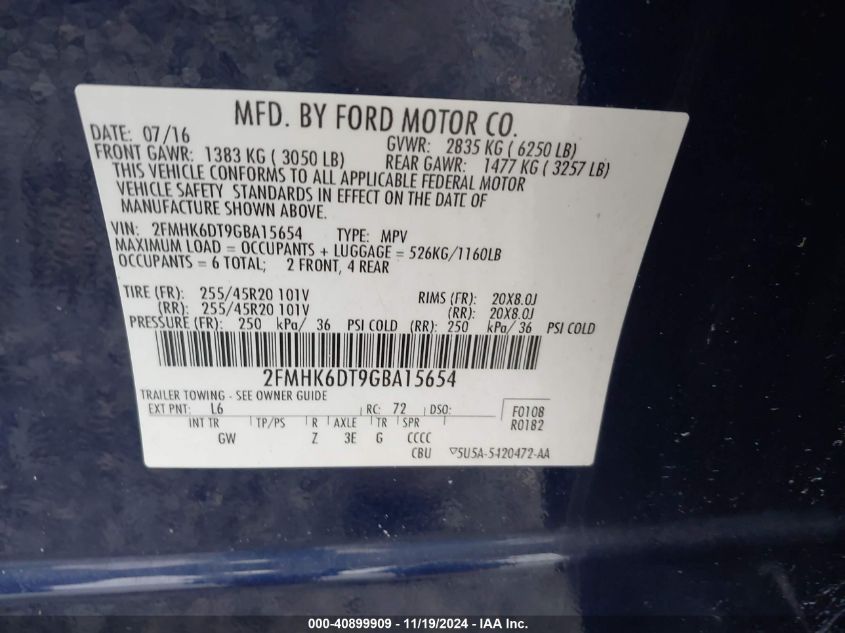 MFD. BY FORD MOTOR CO.
DATE: 07/16 GVWR: 2835 KG ( 6250 LB)
FRONT GAWR: 1383 KG ( 3050 LB) REAR GAWR: 1477 KG ( 3257 LB)
THIS VEHICLE CONFORMS TO ALL APPLICABLE FEDERAL MOTOR
VEHICLE SAFETY STANDARDS IN EFFECT ON THE DATE OF
MANUFACTURE SHOWN ABOVE.
VIN: 2FMHK6DT9GBA15654 TYPE: MPV
MAXIMUM LOAD = OCCUPANTS + LUGGAGE = 526KG/1160LB
OCCUPANTS = 6 TOTAL; 2 FRONT, 4 REAR
TIRE (FR): 255/45R20 101V RIMS (FR): 20X8.0J
(RR): 255/45R20 101V (RR): 20X8.0J
PRESSURE (FR): 250 kPa/ 36 PSI COLD (RR): 250 kPa/ 36 PSI COLD
2FMHK6DT9GBA15654
TRAILER TOWING - SEE OWNER GUIDE
EXT PNT: L6 RC: 72 DSO: F0108
INT TR TP/PS R AXLE TR SPR R0182
GW Z 3E G CCCC
CBU ▽5U5A-5420472-AA
000-40899909 - 11/19/2024 - IAAI Inc.